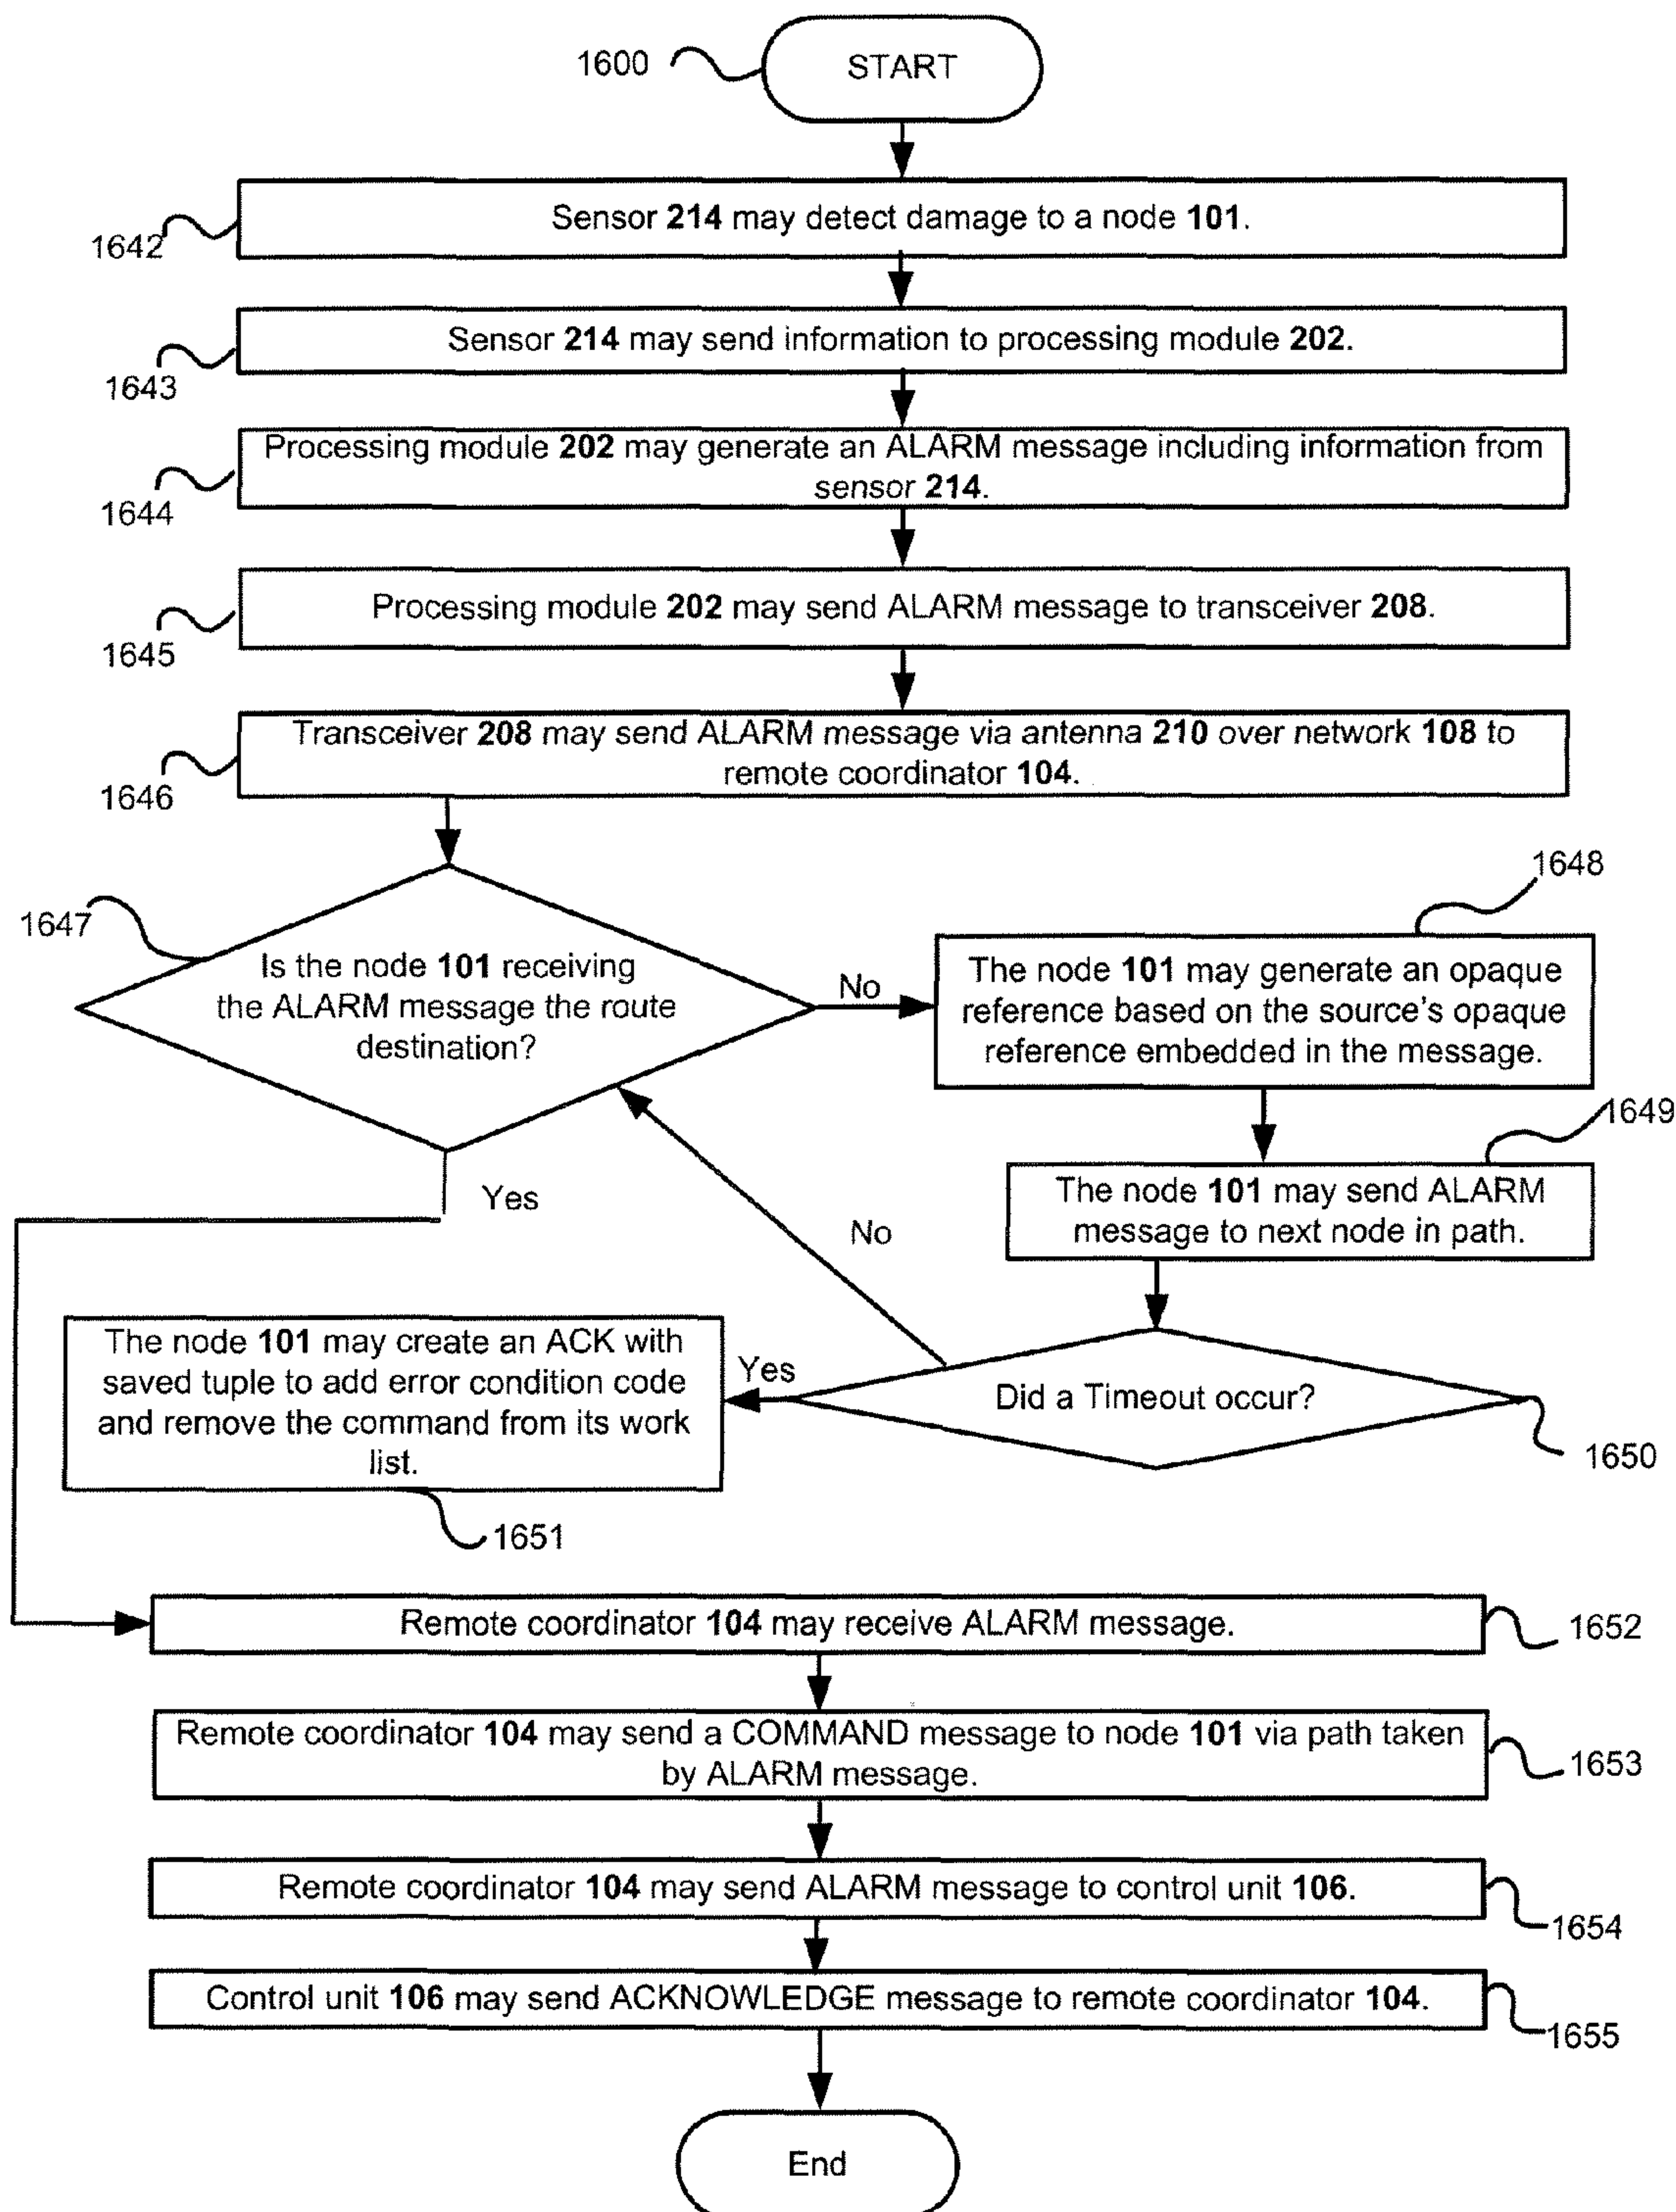 1600
START
Sensor 214 may detect damage to a node 101.
1642
Sensor 214 may send information to processing module 202.
1643
Processing module 202 may generate an ALARM message including information from
sensor 214.
1644
Processing module 202 may send ALARM message to transceiver 208.
1645
Transceiver 208 may send ALARM message via antenna 210 over network 108 to
remote coordinator 104.
1646
1647
Is the node 101 receiving
the ALARM message the route
destination?
No
1648
The node 101 may generate an opaque
reference based on the source's opaque
reference embedded in the message.
1649
The node 101 may send ALARM
message to next node in path.
Yes
No
The node 101 may create an ACK with
saved tuple to add error condition code
and remove the command from its work
list.
Yes
Did a Timeout occur?
1650
1651
Remote coordinator 104 may receive ALARM message.
1652
Remote coordinator 104 may send a COMMAND message to node 101 via path taken
by ALARM message.
1653
Remote coordinator 104 may send ALARM message to control unit 106.
1654
Control unit 106 may send ACKNOWLEDGE message to remote coordinator 104.
1655
End